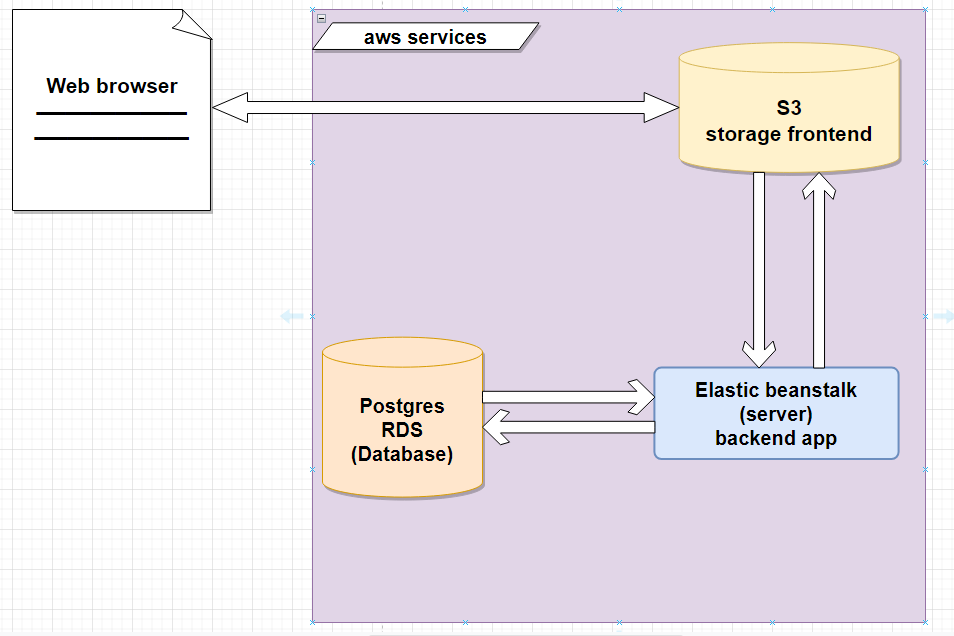 aws services
Web browser
S3
storage frontend
Postgres
RDS
(Database)
Elastic beanstalk
(server)
backend app